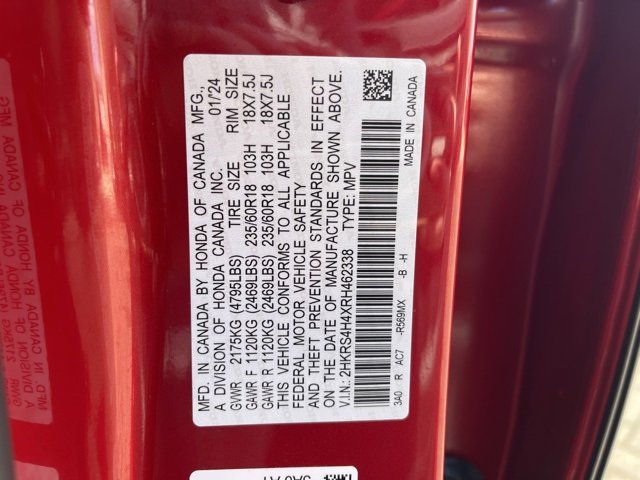 MFD. IN CANADA BY HONDA OF CANADA MFG.,
A DIVISION OF HONDA CANADA INC. 01/24
GVWR 2175KG (4795LBS) TIRE SIZE RIM SIZE
GAWR F 1120KG (2469LBS) 235/60R18 103H 18X7.5J
GAWR R 1120KG (2469LBS) 235/60R18 103H 18X7.5J
THIS VEHICLE CONFORMS TO ALL APPLICABLE
FEDERAL MOTOR VEHICLE SAFETY
AND THEFT PREVENTION STANDARDS IN EFFECT
ON THE DATE OF MANUFACTURE SHOWN ABOVE.
V.I.N.: 2HKRS4H4XRH462338 TYPE: MPV
3A0 R AC7 -R569MX -B -H MADE IN CANADA